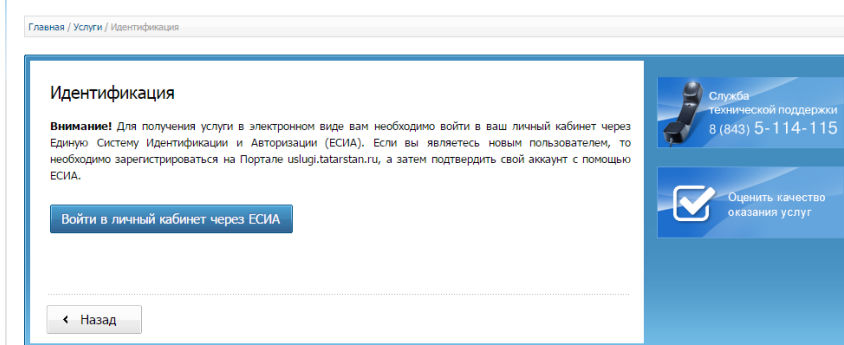 Главная / Услуги / Идентификация
Идентификация
Внимание! Для получения услуги в электронном виде вам необходимо войти в ваш личный кабинет через
Единую Систему Идентификации и Авторизации (ЕСИА). Если вы являетесь новым пользователем, то
необходимо зарегистрироваться на Портале uslugi.tatarstan.ru, а затем подтвердить свой аккаунт с помощью
ЕСИА.
Войти в личный кабинет через ЕСИА
Назад
Служба
технической поддержки
8 (843) 5-114-115
Оценить качество
оказания услуг